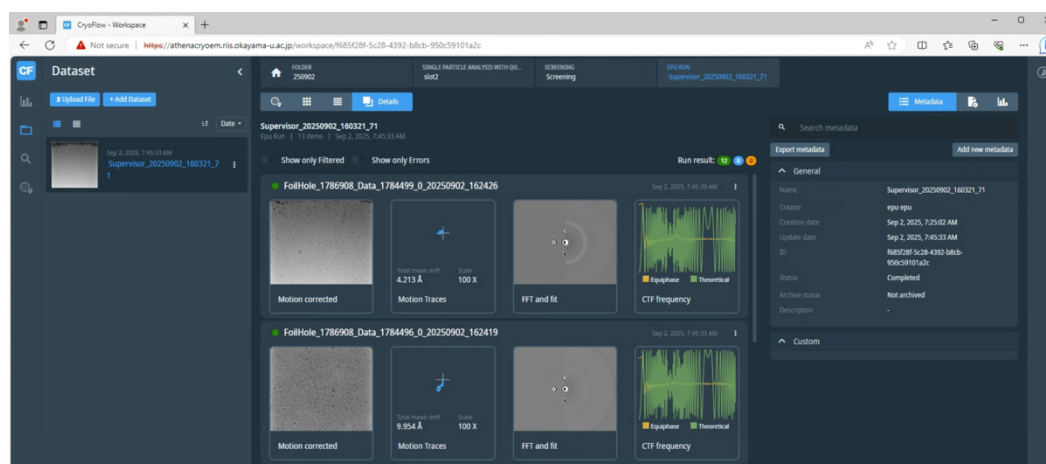 CryoFlow - Workspace
Not secure | https://athenacryoem.riis.okayama-u.ac.jp/workspace/f685f28f-5c28-4392-b8cb-950c59101a2c
CF
Dataset
FOLDER
250902
SINGLE PARTICLE ANALYSIS WITH QU...
slot2
SCREENING
Screening
EPU RUN
Supervisor_20250902_160321_71
Upload File
+ Add Dataset
Date
Sep 2, 2025, 7:45:33 AM
Supervisor_20250902_160321_7
1
Details
Supervisor_20250902_160321_71
Epu Run | 13 items | Sep 2, 2025, 7:45:33 AM
Show only Filtered
Show only Errors
Run result: 12 0 0
FoilHole_1786908_Data_1784499_0_20250902_162426
Sep 2, 2025, 7:45:39 AM
Total mean drift
4.213 Å
Scale
100 X
Equiphase
Theoretical
Motion corrected
Motion Traces
FFT and fit
CTF frequency
FoilHole_1786908_Data_1784496_0_20250902_162419
Sep 2, 2025, 7:45:33 AM
Total mean drift
9.954 Å
Scale
100 X
Equiphase
Theoretical
Motion corrected
Motion Traces
FFT and fit
CTF frequency
Metadata
Search metadata
Export metadata
Add new metadata
General
Name
Supervisor_20250902_160321_71
Creator
epu epu
Creation date
Sep 2, 2025, 7:25:02 AM
Update date
Sep 2, 2025, 7:45:33 AM
ID
f685f28f-5c28-4392-b8cb-
950c59101a2c
Status
Completed
Archive status
Not archived
Description
-
Custom